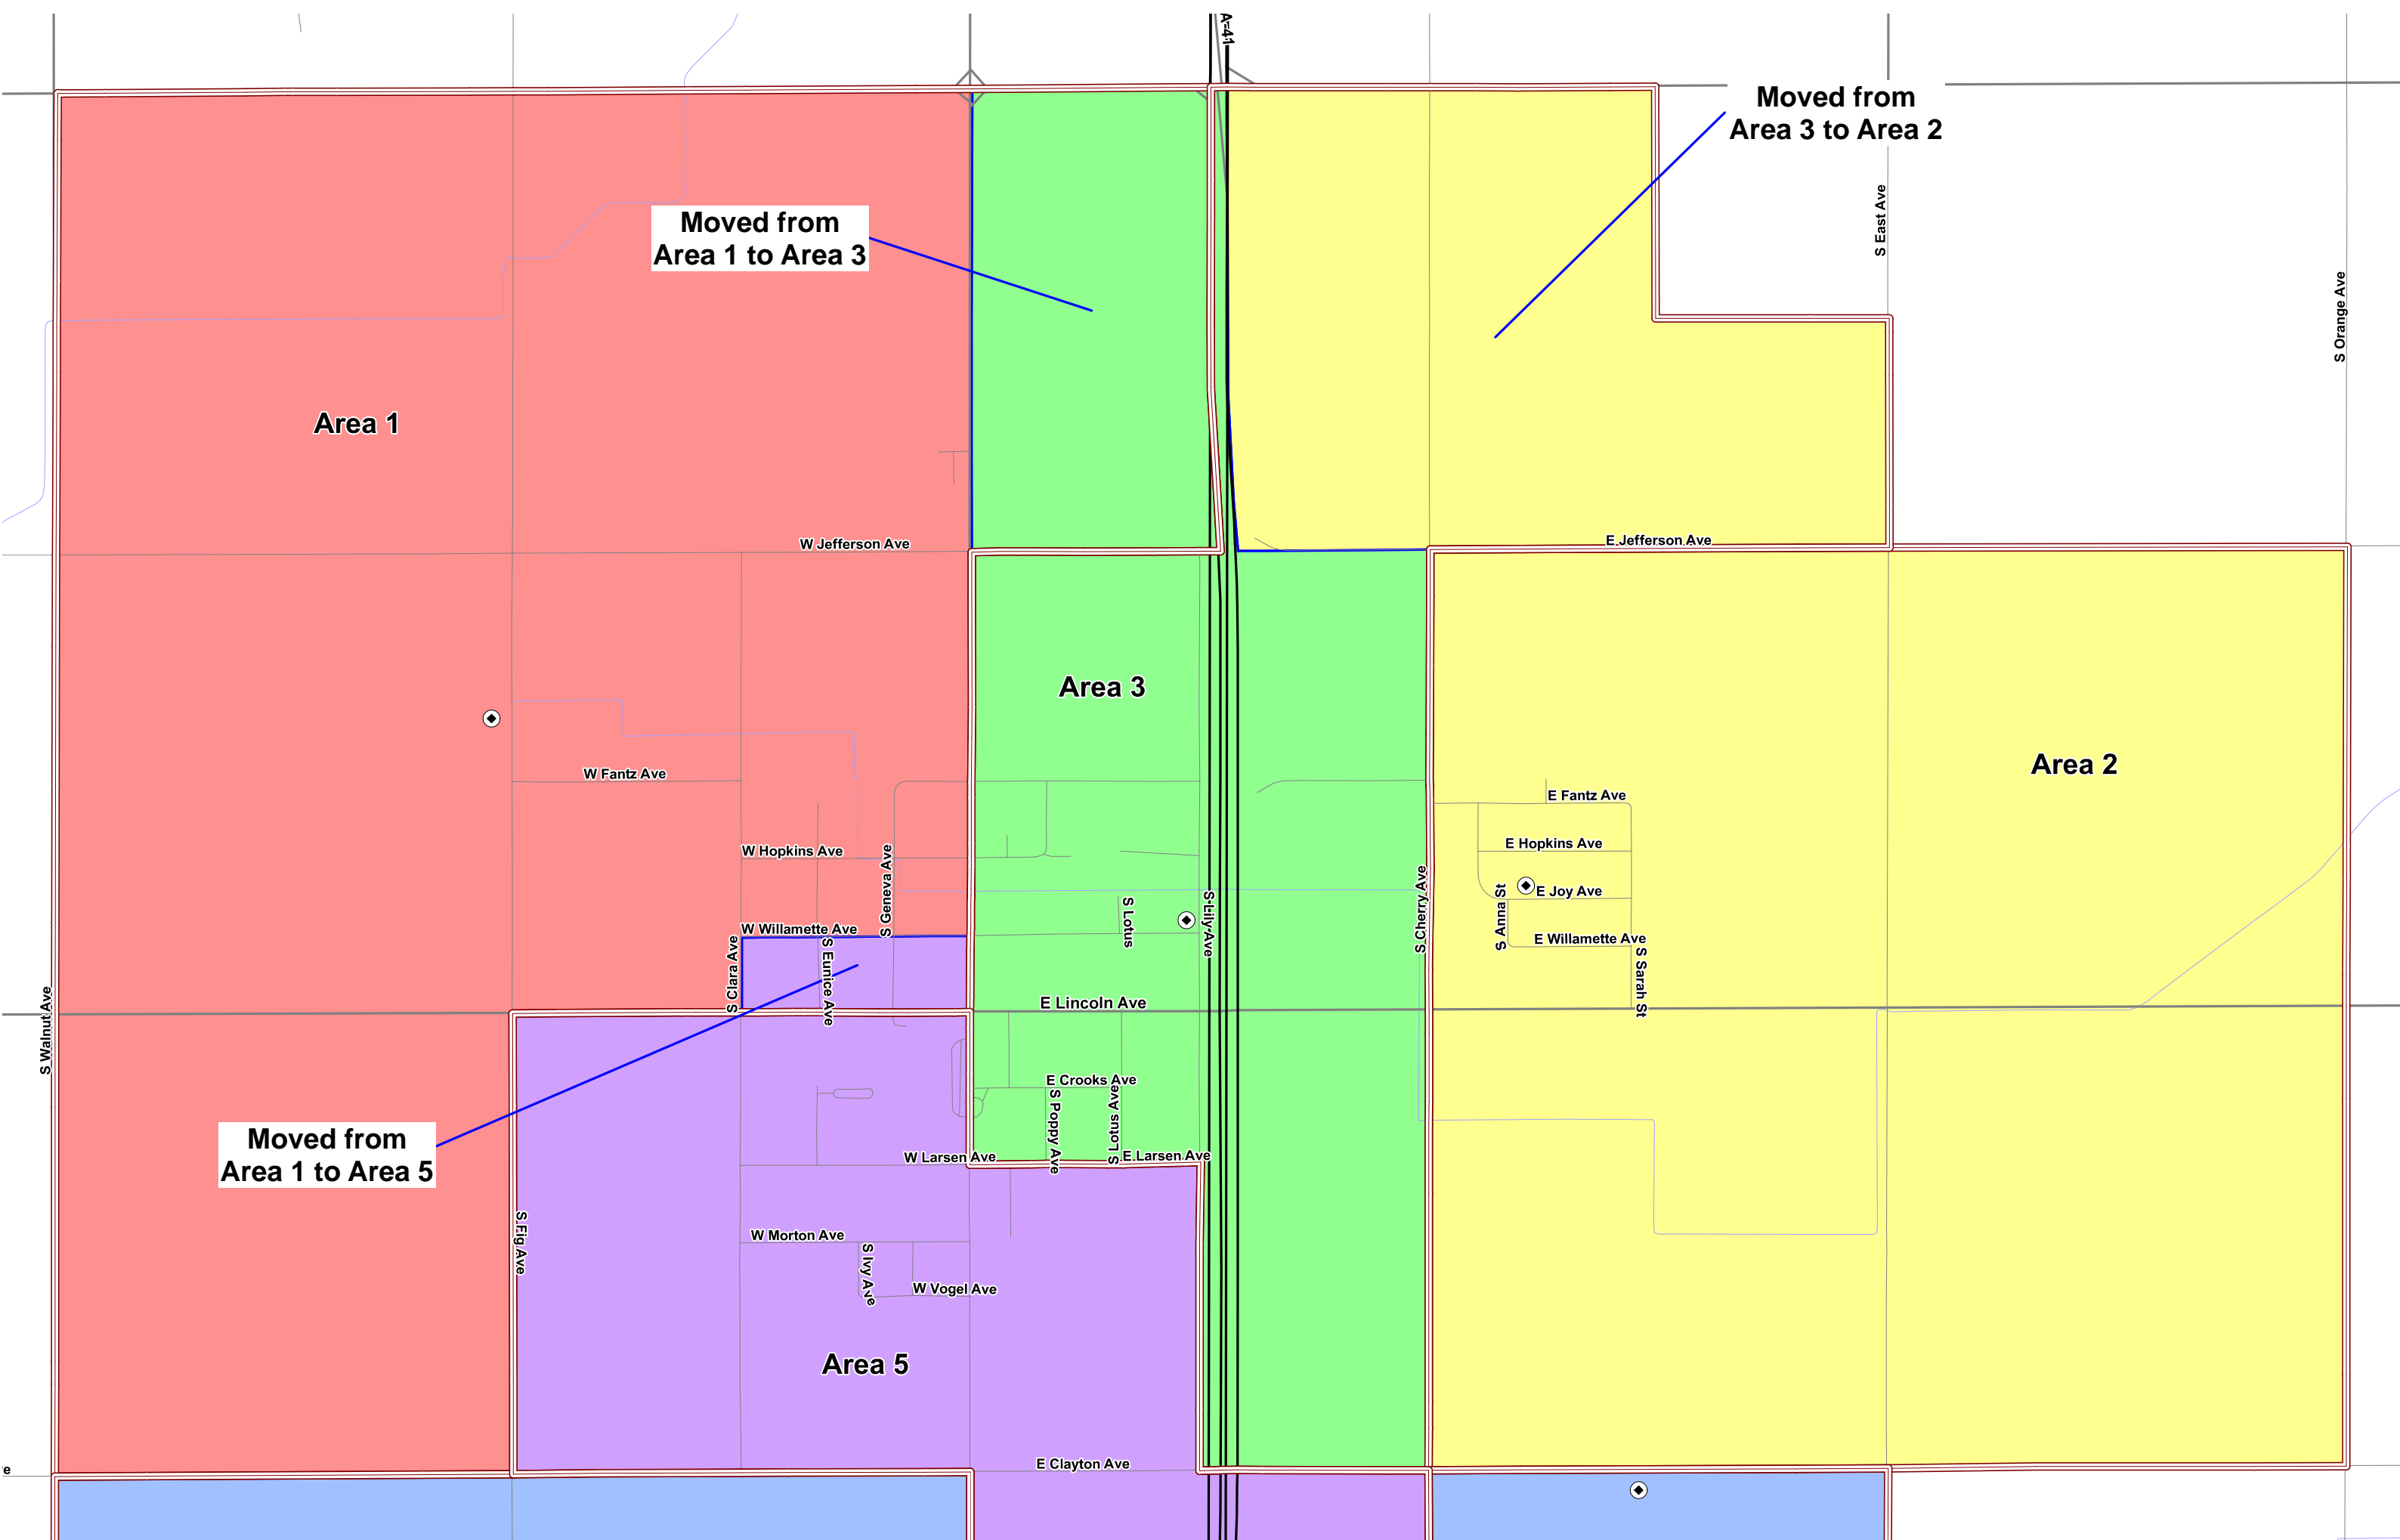 A-41
Moved from
Area 3 to Area 2
S East Ave
Moved from
Area 1 to Area 3
S Orange Ave
Area 1
W Jefferson Ave
E Jefferson Ave
Area 3
Area 2
W Fantz Ave
E Fantz Ave
W Hopkins Ave
E Hopkins Ave
S Geneva Ave
S Cherry Ave
E Joy Ave
S Anna St
S Lotus
S Lily Ave
W Willamette Ave
E Willamette Ave
S Clara Ave
S Eunice Ave
S Sarah St
E Lincoln Ave
S Walnut Ave
E Crooks Ave
S Poppy Ave
S Lotus Ave
Moved from
Area 1 to Area 5
W Larsen Ave
E Larsen Ave
S Fig Ave
W Morton Ave
S Ivy Ave
W Vogel Ave
Area 5
E Clayton Ave
e